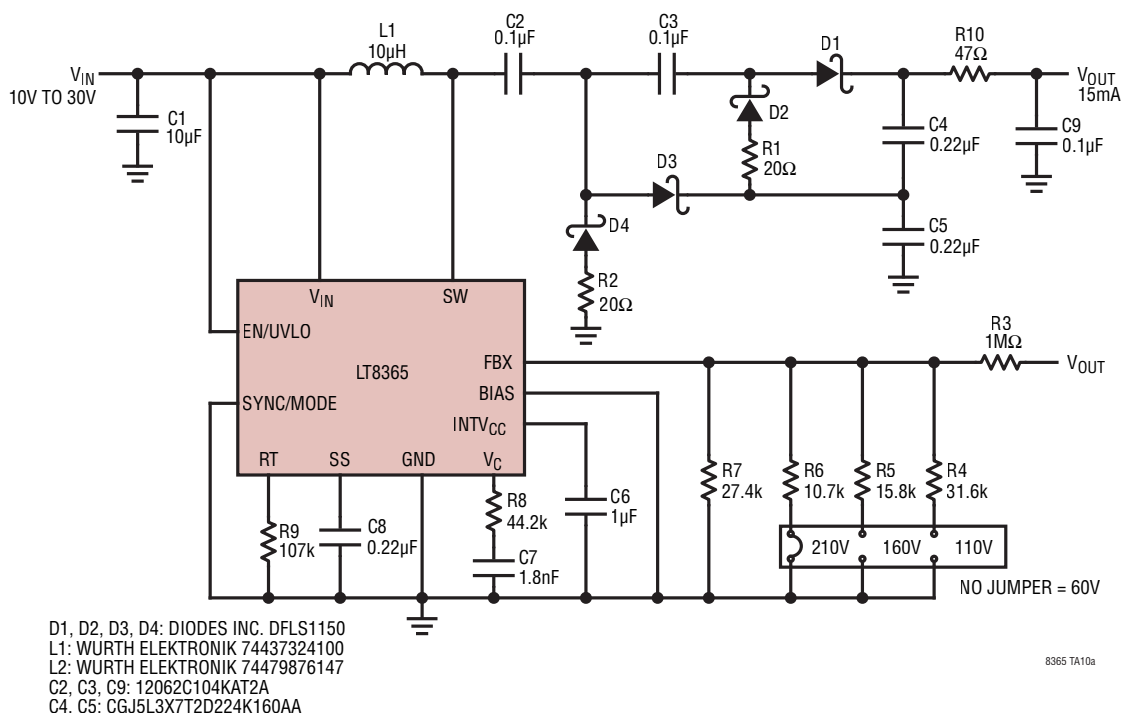 L1
10µH
C2
0.1µF
C3
0.1µF
D1
R10
47Ω
VIN
10V TO 30V
VOUT
15mA
C1
10µF
D2
R1
20Ω
C4
0.22µF
C9
0.1µF
D3
D4
C5
0.22µF
R2
20Ω
VIN
SW
EN/UVLO
LT8365
FBX
BIAS
SYNC/MODE
INTVCC
RT
SS
GND
VC
R3
1MΩ
VOUT
R7
27.4k
R6
10.7k
R5
15.8k
R4
31.6k
R9
107k
C8
0.22µF
R8
44.2k
C7
1.8nF
C6
1µF
210V
160V
110V
NO JUMPER = 60V
D1, D2, D3, D4: DIODES INC. DFLS1150
L1: WURTH ELEKTRONIK 74437324100
L2: WURTH ELEKTRONIK 74479876147
C2, C3, C9: 12062C104KAT2A
C4, C5: CGJ5L3X7T2D224K160AA
8365 TA10a